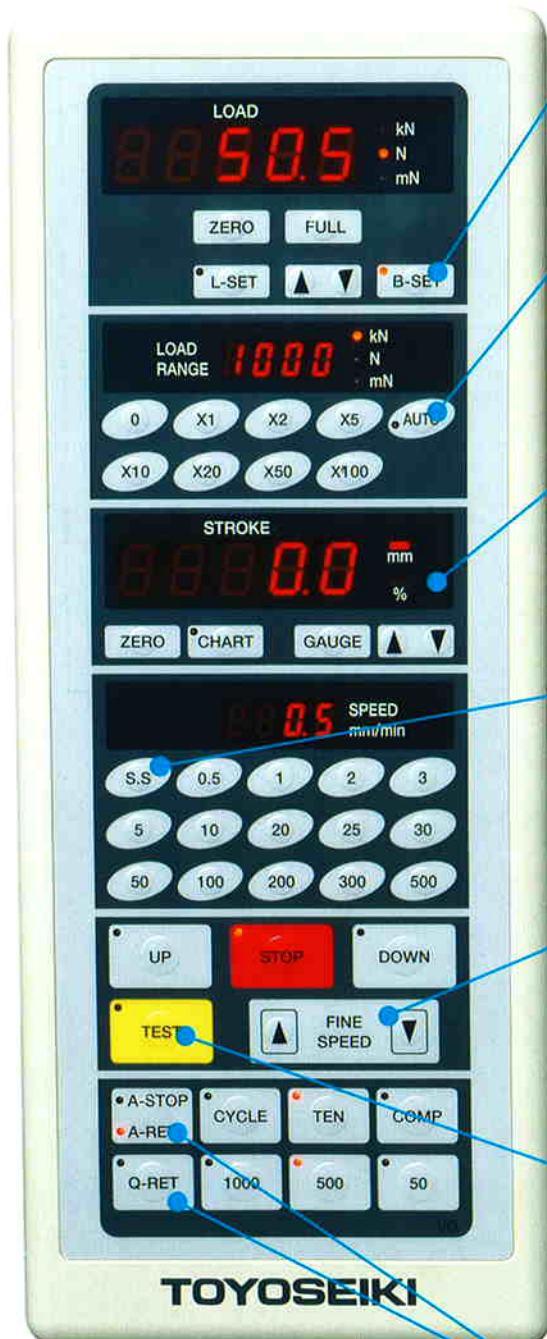 LOAD
50.5
kN
N
mN
ZERO FULL
L-SET ▲ ▼ B-SET
LOAD RANGE 1000
kN
N
mN
0 X1 X2 X5 AUTO
X10 X20 X50 X100
STROKE
0.0
mm
%
ZERO CHART GAUGE ▲ ▼
0.5 SPEED
mm/min
S.S 0.5 1 2 3
5 10 20 25 30
50 100 200 300 500
UP STOP DOWN
TEST ▲ FINE SPEED ▼
A-STOP
A-RET CYCLE TEN COMP
Q-RET 1000 500 50
TOYOSEIKI